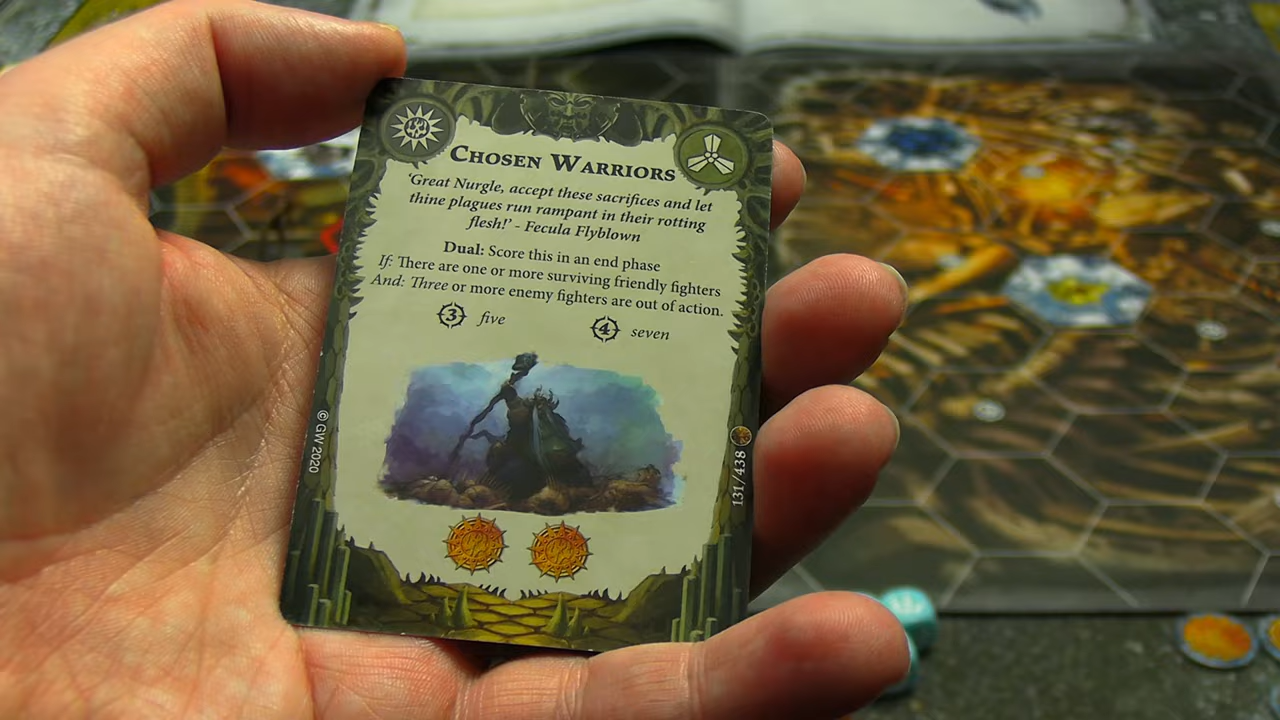 Chosen Warriors
'Great Nurgle, accept these sacrifices and let
thine plagues run rampant in their rotting
flesh!' - Fecula Flyblown
Dual: Score this in an end phase
If: There are one or more surviving friendly fighters
And: Three or more enemy fighters are out of action.
3 five 4 seven
© GW 2020
131/438